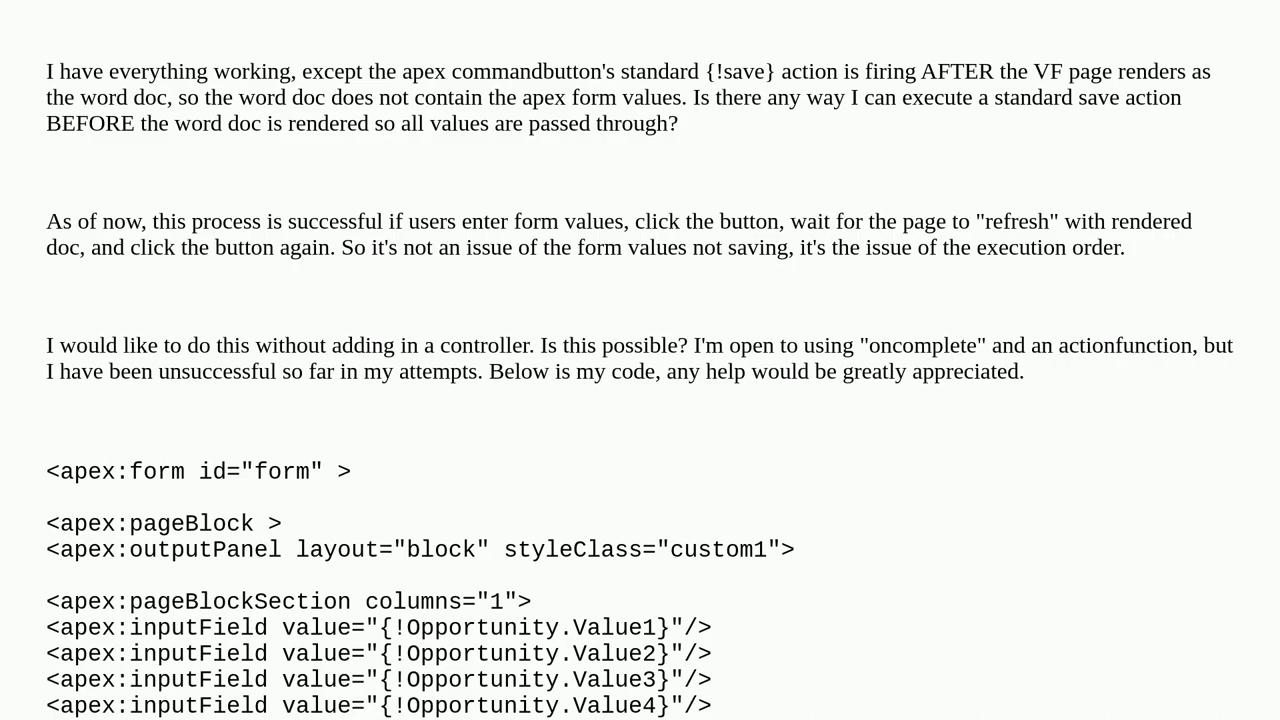 I have everything working, except the apex commandbutton's standard {!save} action is firing AFTER the VF page renders as
the word doc, so the word doc does not contain the apex form values. Is there any way I can execute a standard save action
BEFORE the word doc is rendered so all values are passed through?
As of now, this process is successful if users enter form values, click the button, wait for the page to "refresh" with rendered
doc, and click the button again. So it's not an issue of the form values not saving, it's the issue of the execution order.
I would like to do this without adding in a controller. Is this possible? I'm open to using "oncomplete" and an actionfunction, but
I have been unsuccessful so far in my attempts. Below is my code, any help would be greatly appreciated.
<apex:form id="form" >
<apex:pageBlock >
<apex:outputPanel layout="block" styleClass="custom1">
<apex:pageBlockSection columns="1">
<apex:inputField value="{!Opportunity.Value1}"/>
<apex:inputField value="{!Opportunity.Value2}"/>
<apex:inputField value="{!Opportunity.Value3}"/>
<apex:inputField value="{!Opportunity.Value4}"/>